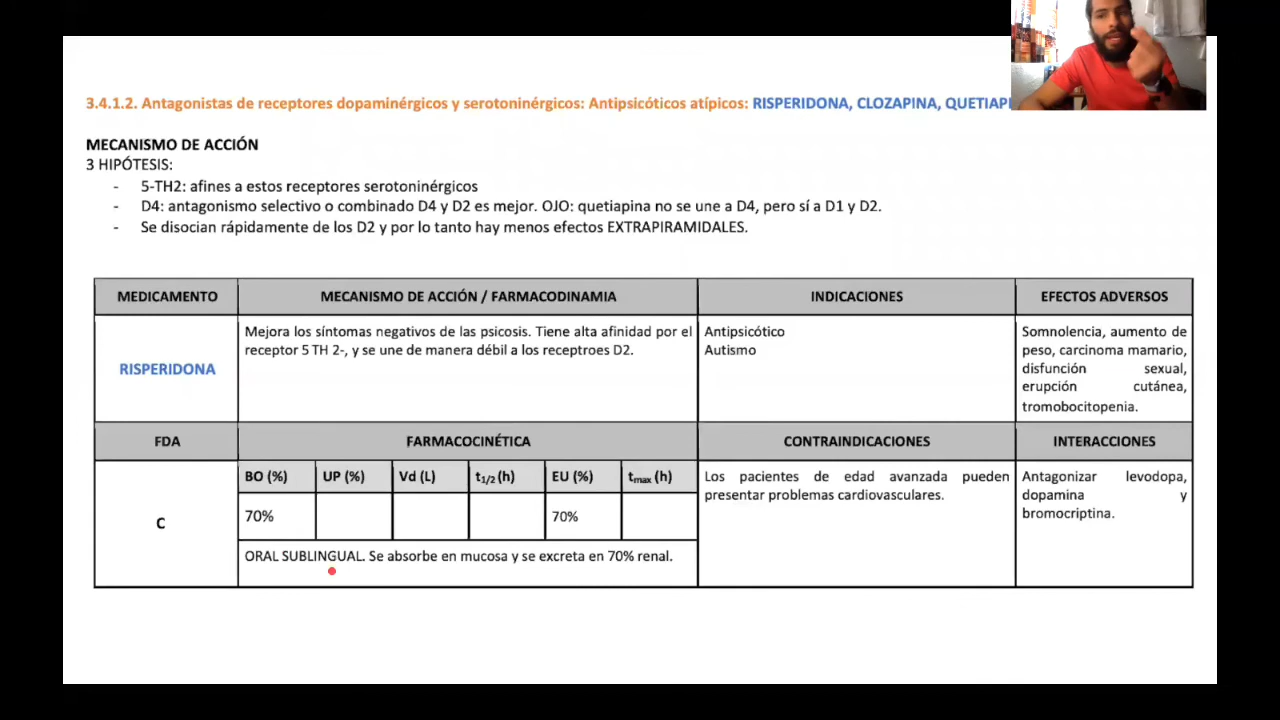 3.4.1.2. Antagonistas de receptores dopaminérgicos y serotoninérgicos: Antipsicóticos atípicos: RISPERIDONA, CLOZAPINA,
MECANISMO DE ACCIÓN
3 HIPÓTESIS:
- 5-TH2: afines a estos receptores serotoninérgicos
- D4: antagonismo selectivo o combinado D4 y D2 es mejor. OJO: quetiapina no se une a D4, pero sí a D1 y D2.
- Se disocian rápidamente de los D2 y por lo tanto hay menos efectos EXTRAPIRAMIDALES.
MEDICAMENTO
MECANISMO DE ACCIÓN / FARMACODINAMIA
INDICACIONES
EFECTOS ADVERSOS
RISPERIDONA
Mejora los síntomas negativos de las psicosis. Tiene alta afinidad por el
receptor 5 TH 2-, y se une de manera débil a los receptroes D2.
Antipsicótico
Autismo
Somnolencia, aumento de
peso, carcinoma mamario,
disfunción sexual,
erupción cutánea,
tromobocitopenia.
FDA
FARMACOCINÉTICA
CONTRAINDICACIONES
INTERACCIONES
C
BO (%)
UP (%)
Vd (L)
t1/2 (h)
EU (%)
tmax (h)
70%
70%
ORAL SUBLINGUAL. Se absorbe en mucosa y se excreta en 70% renal.
Los pacientes de edad avanzada pueden
presentar problemas cardiovasculares.
Antagonizar levodopa,
dopamina y
bromocriptina.